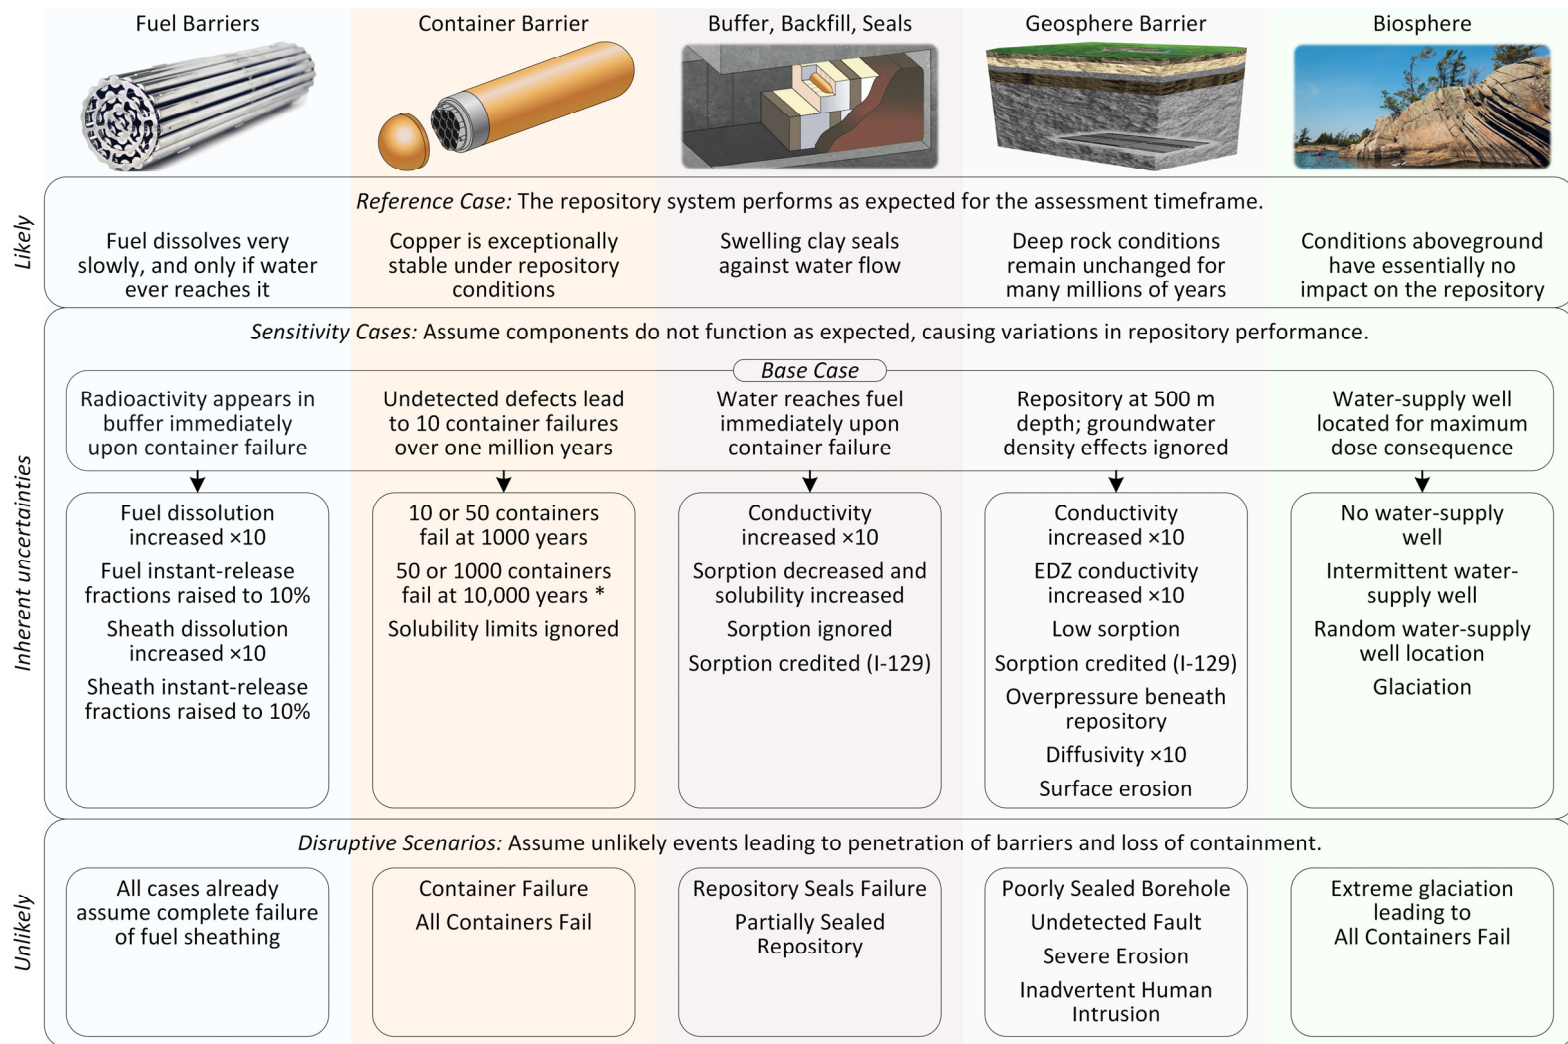 Fuel Barriers
Container Barrier
Buffer, Backfill, Seals
Geosphere Barrier
Biosphere
Likely
Reference Case: The repository system performs as expected for the assessment timeframe.
Fuel dissolves very
slowly, and only if water
ever reaches it
Copper is exceptionally
stable under repository
conditions
Swelling clay seals
against water flow
Deep rock conditions
remain unchanged for
many millions of years
Conditions aboveground
have essentially no
impact on the repository
Inherent uncertainties
Sensitivity Cases: Assume components do not function as expected, causing variations in repository performance.
Base Case
Radioactivity appears in
buffer immediately
upon container failure
Undetected defects lead
to 10 container failures
over one million years
Water reaches fuel
immediately upon
container failure
Repository at 500 m
depth; groundwater
density effects ignored
Water-supply well
located for maximum
dose consequence
Fuel dissolution
increased ×10
Fuel instant-release
fractions raised to 10%
Sheath dissolution
increased ×10
Sheath instant-release
fractions raised to 10%
10 or 50 containers
fail at 1000 years
50 or 1000 containers
fail at 10,000 years *
Solubility limits ignored
Conductivity
increased ×10
Sorption decreased and
solubility increased
Sorption ignored
Sorption credited (I-129)
Conductivity
increased ×10
EDZ conductivity
increased ×10
Low sorption
Sorption credited (I-129)
Overpressure beneath
repository
Diffusivity ×10
Surface erosion
No water-supply
well
Intermittent water-
supply well
Random water-supply
well location
Glaciation
Unlikely
Disruptive Scenarios: Assume unlikely events leading to penetration of barriers and loss of containment.
All cases already
assume complete failure
of fuel sheathing
Container Failure
All Containers Fail
Repository Seals Failure
Partially Sealed
Repository
Poorly Sealed Borehole
Undetected Fault
Severe Erosion
Inadvertent Human
Intrusion
Extreme glaciation
leading to
All Containers Fail